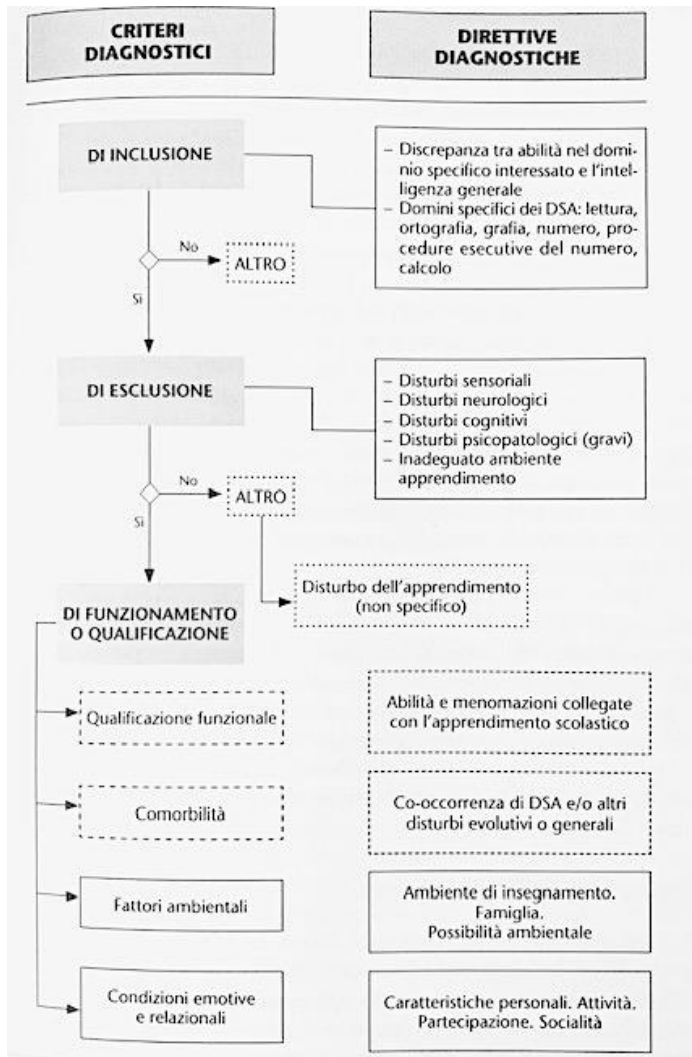 CRITERI
DIAGNOSTICI
DIRETTIVE
DIAGNOSTICHE
DI INCLUSIONE
– Discrepanza tra abilità nel domi-
nio specifico interessato e l'intel-
ligenza generale
– Domini specifici dei DSA: lettura,
ortografia, grafia, numero, pro-
cedure esecutive del numero,
calcolo
No
ALTRO
Sì
DI ESCLUSIONE
– Disturbi sensoriali
– Disturbi neurologici
– Disturbi cognitivi
– Disturbi psicopatologici (gravi)
– Inadeguato ambiente
apprendimento
No
ALTRO
Sì
Disturbo dell'apprendimento
(non specifico)
DI FUNZIONAMENTO
O QUALIFICAZIONE
Qualificazione funzionale
Abilità e menomazioni collegate
con l'apprendimento scolastico
Comorbilità
Co-occorrenza di DSA e/o altri
disturbi evolutivi o generali
Fattori ambientali
Ambiente di insegnamento.
Famiglia.
Possibilità ambientale
Condizioni emotive
e relazionali
Caratteristiche personali. Attività.
Partecipazione. Socialità